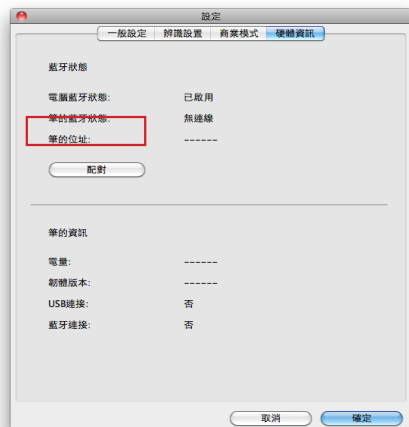 設定
一般設定 辨識設置 商業模式 硬體資訊
藍牙狀態
電腦藍牙狀態: 已啟用
筆的藍牙狀態: 無連線
筆的位址: ------
配對
筆的資訊
電量: ------
韌體版本: ------
USB連接: 否
藍牙連接: 否
取消 確定